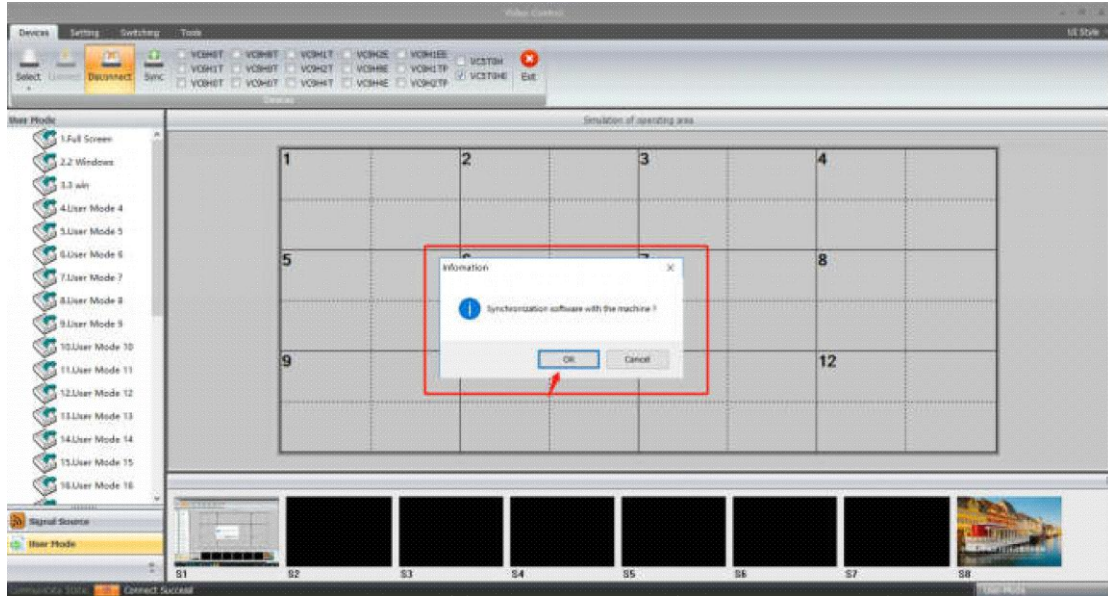 Video Control
Devices Setting Switching Tools UI Style
Select Connect Disconnect Sync
Exit
Devices
User Mode
Simulation of operating area
1.Full Screen
2.2 Windows
3.3 win
4.User Mode 4
5.User Mode 5
6.User Mode 6
7.User Mode 7
8.User Mode 8
9.User Mode 9
10.User Mode 10
11.User Mode 11
12.User Mode 12
13.User Mode 13
14.User Mode 14
15.User Mode 15
16.User Mode 16
1 2 3 4
5 8
9 12
Infomation
Synchronization software with the machine ?
OK Cancel
Signal Source
User Mode
S1 S2 S3 S4 S5 S6 S7 S8
Connect Success
User Mode